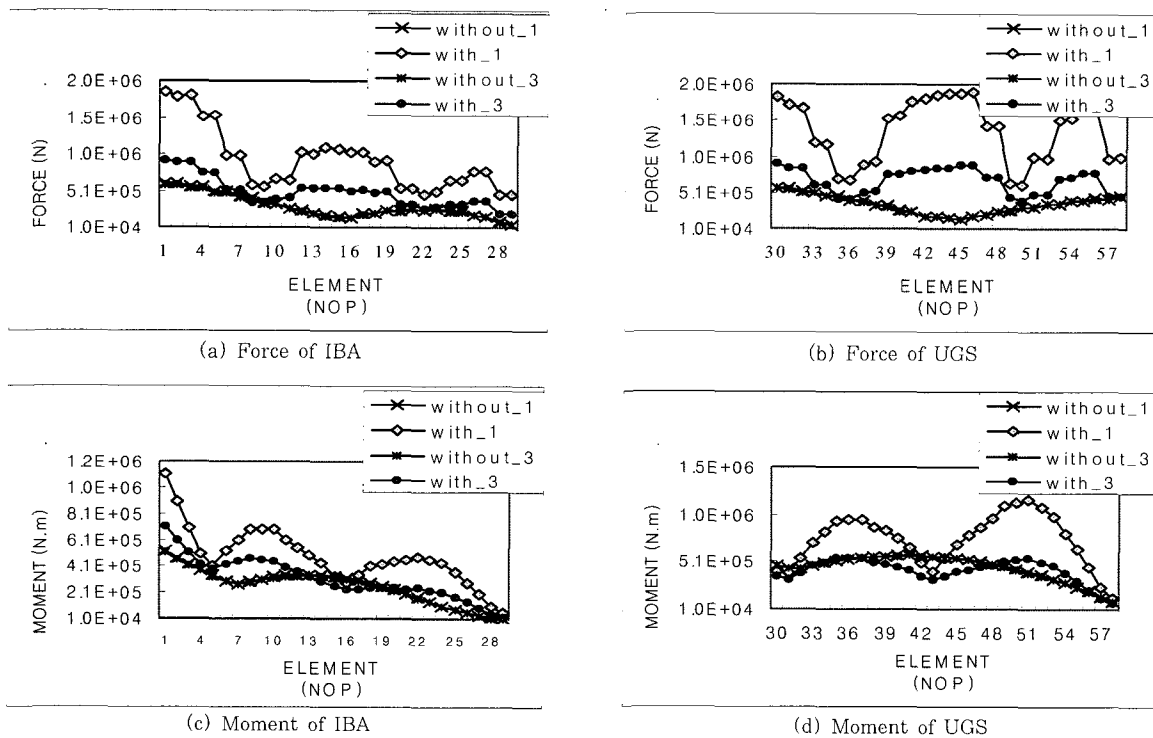 without_1
with_1
without_3
with_3
2.0E+06
1.5E+06
1.0E+06
5.1E+05
1.0E+04
FORCE (N)
1 4 7 10 13 16 19 22 25 28
ELEMENT
(NOP)
(a) Force of IBA
without_1
with_1
without_3
with_3
2.0E+06
1.5E+06
1.0E+06
5.1E+05
1.0E+04
FORCE (N)
30 33 36 39 42 45 48 51 54 57
ELEMENT
(NOP)
(b) Force of UGS
without_1
with_1
without_3
with_3
1.2E+06
1.0E+06
8.1E+05
6.1E+05
4.1E+05
2.1E+05
1.0E+04
MOMENT (N.m)
1 4 7 10 13 16 19 22 25 28
ELEMENT
(NOP)
(c) Moment of IBA
without_1
with_1
without_3
with_3
1.5E+06
1.0E+06
5.1E+05
1.0E+04
MOMENT (N.m)
30 33 36 39 42 45 48 51 54 57
ELEMENT
(NOP)
(d) Moment of UGS